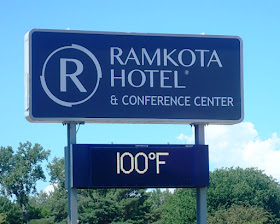 R
RAMKOTA
HOTEL®
& CONFERENCE CENTER
100°F